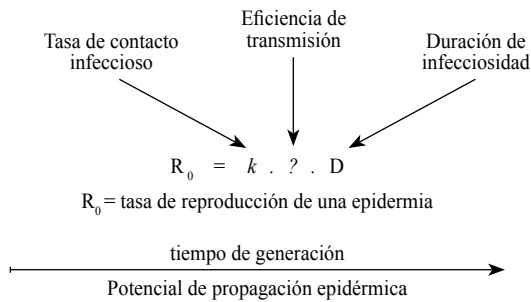 Eficiencia de
transmisión
Tasa de contacto
infeccioso
Duración de
infecciosidad
R₀ = k . ? . D
R₀ = tasa de reproducción de una epidermia
tiempo de generación
Potencial de propagación epidérmica